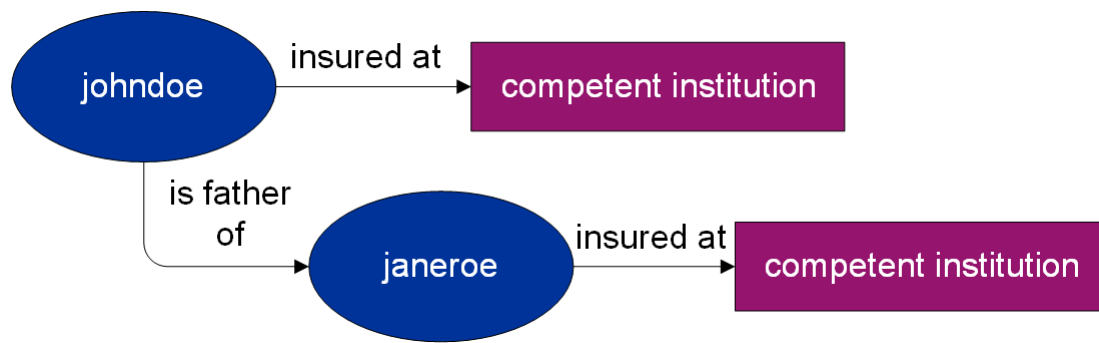 johndoe
insured at
competent institution
is father
of
janeroe
insured at
competent institution